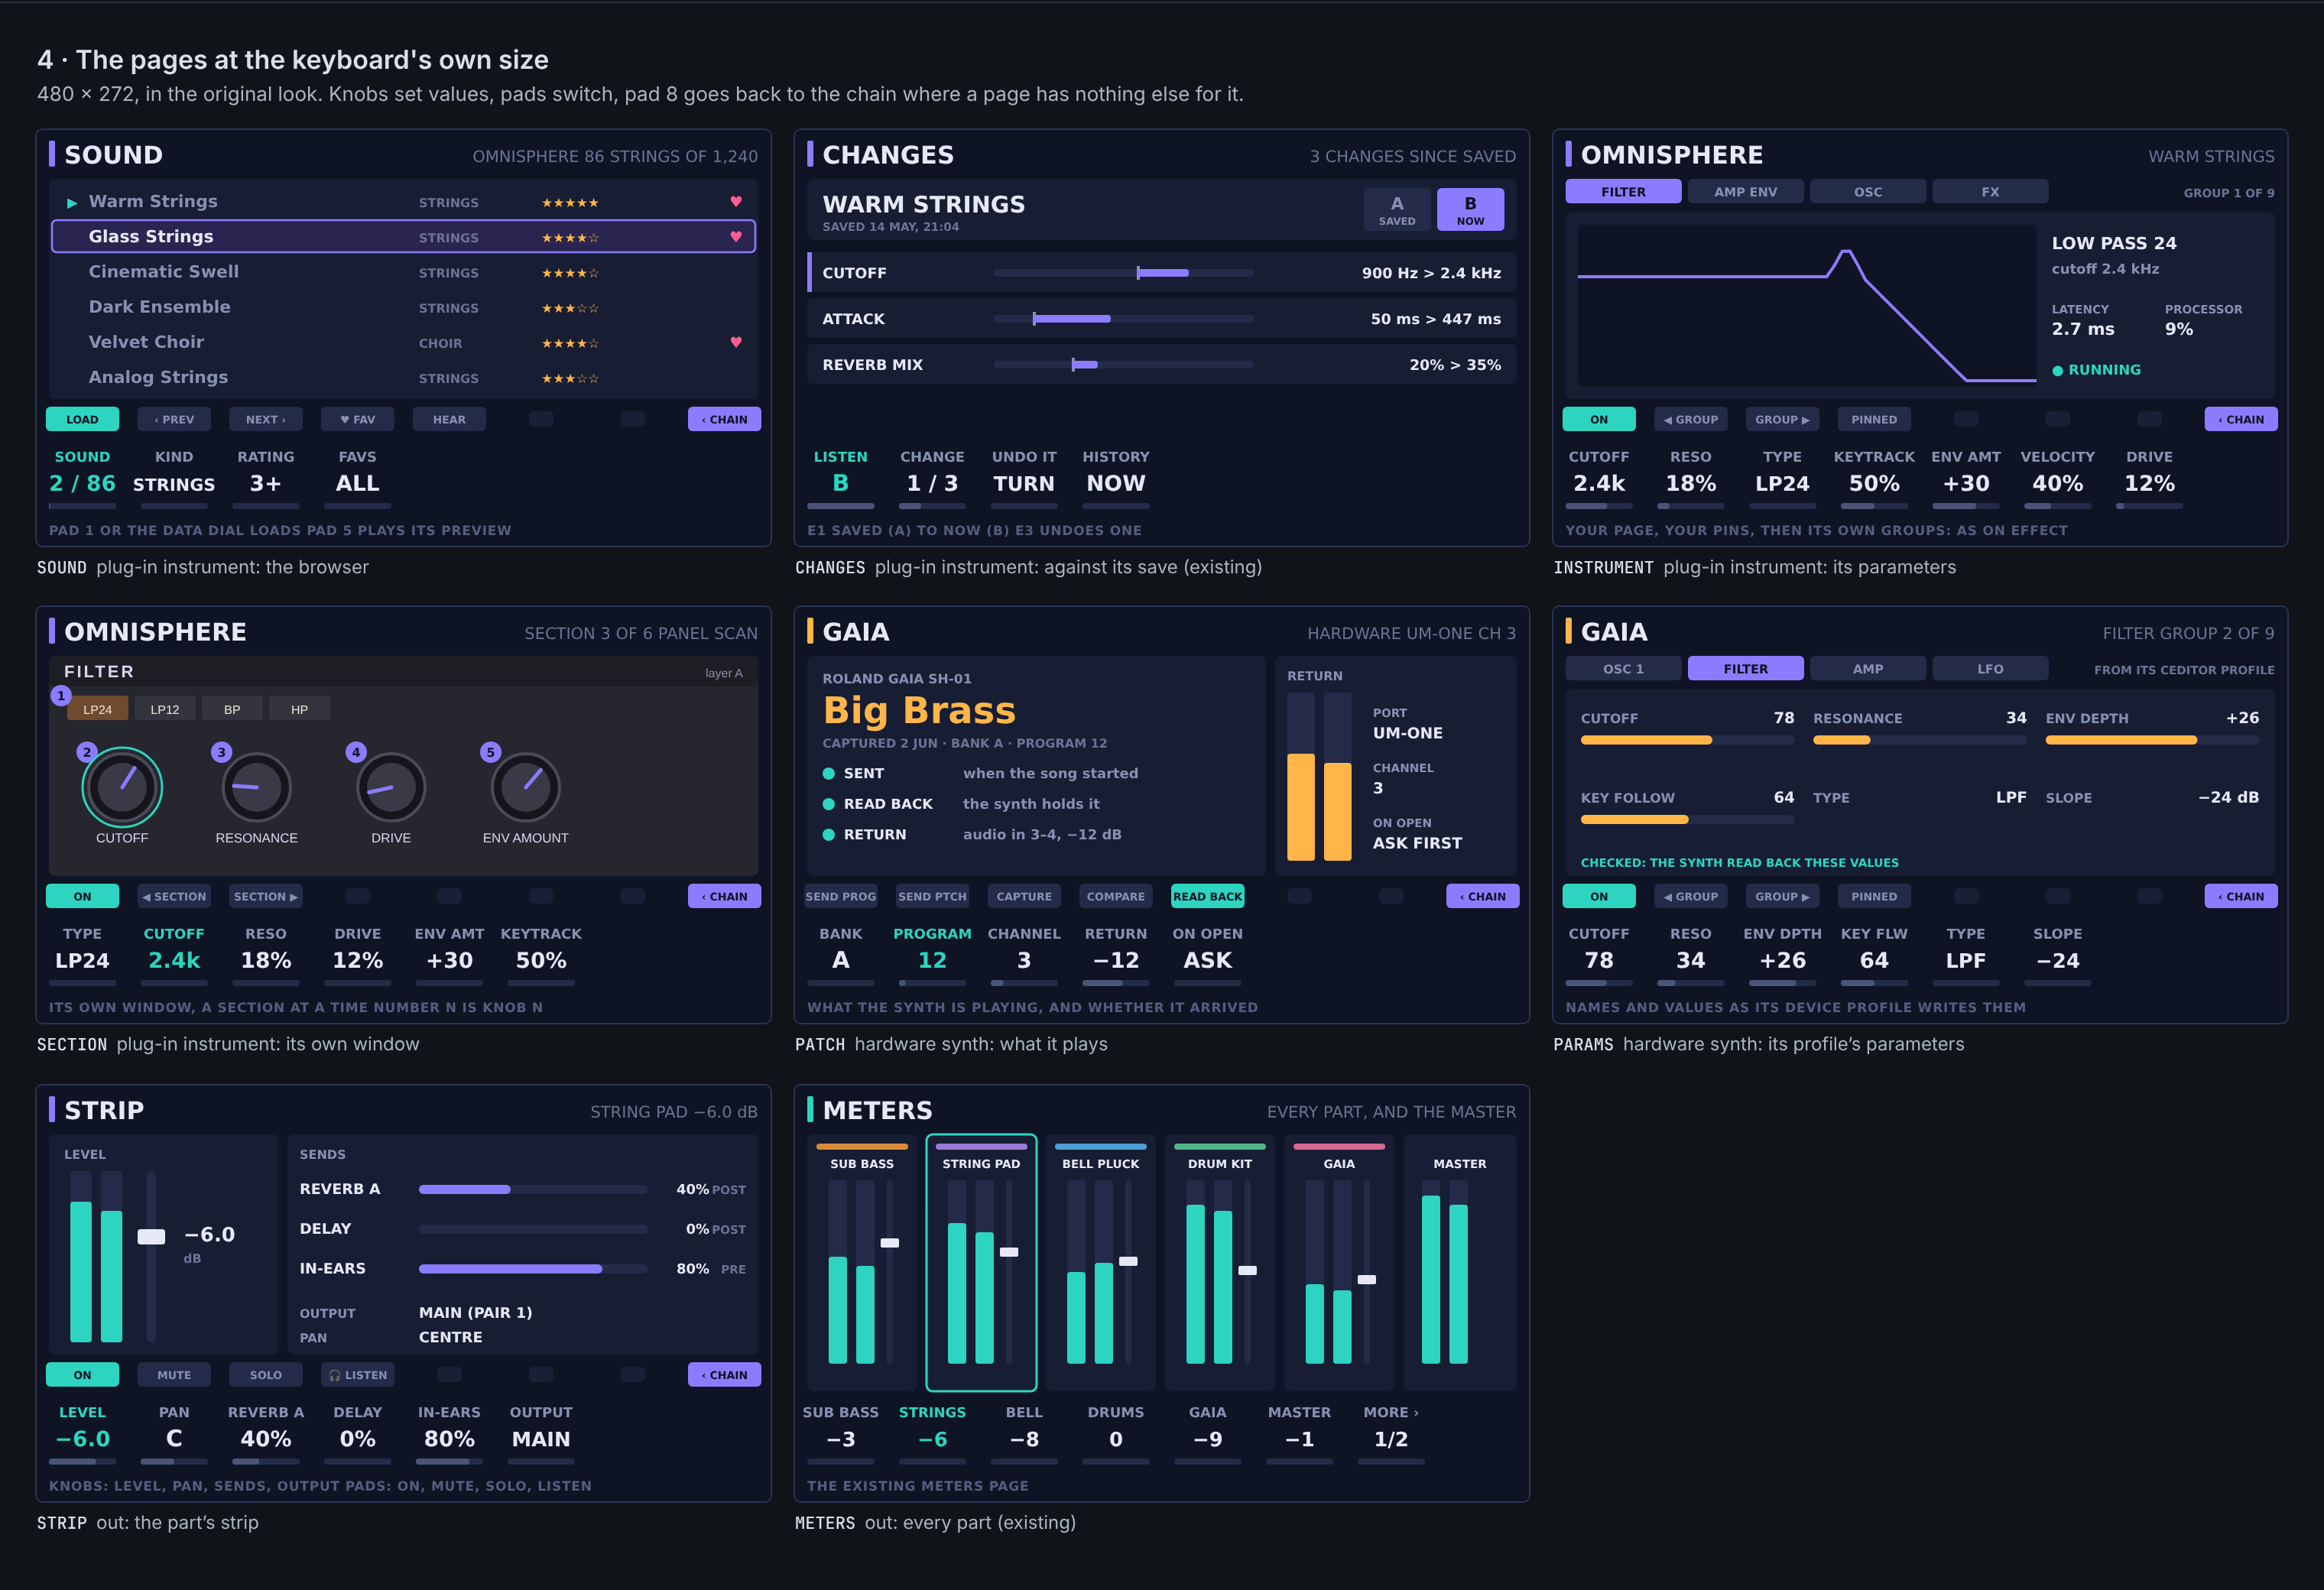 4 · The pages at the keyboard's own size
480 × 272, in the original look. Knobs set values, pads switch, pad 8 goes back to the chain where a page has nothing else for it.
SOUND
OMNISPHERE 86 STRINGS OF 1,240
▶ Warm Strings STRINGS ★★★★★ ♥
Glass Strings STRINGS ★★★★☆ ♥
Cinematic Swell STRINGS ★★★★☆
Dark Ensemble STRINGS ★★★☆☆
Velvet Choir CHOIR ★★★★☆ ♥
Analog Strings STRINGS ★★★☆☆
LOAD ‹ PREV NEXT › ♥ FAV HEAR ‹ CHAIN
SOUND KIND RATING FAVS
2 / 86 STRINGS 3+ ALL
PAD 1 OR THE DATA DIAL LOADS PAD 5 PLAYS ITS PREVIEW
SOUND plug-in instrument: the browser
CHANGES
3 CHANGES SINCE SAVED
WARM STRINGS
SAVED 14 MAY, 21:04
A SAVED
B NOW
CUTOFF 900 Hz > 2.4 kHz
ATTACK 50 ms > 447 ms
REVERB MIX 20% > 35%
LISTEN CHANGE UNDO IT HISTORY
B 1 / 3 TURN NOW
E1 SAVED (A) TO NOW (B) E3 UNDOES ONE
CHANGES plug-in instrument: against its save (existing)
OMNISPHERE
WARM STRINGS
FILTER AMP ENV OSC FX GROUP 1 OF 9
LOW PASS 24
cutoff 2.4 kHz
LATENCY PROCESSOR
2.7 ms 9%
● RUNNING
ON ◀ GROUP GROUP ▶ PINNED ‹ CHAIN
CUTOFF RESO TYPE KEYTRACK ENV AMT VELOCITY DRIVE
2.4k 18% LP24 50% +30 40% 12%
YOUR PAGE, YOUR PINS, THEN ITS OWN GROUPS: AS ON EFFECT
INSTRUMENT plug-in instrument: its parameters
OMNISPHERE
SECTION 3 OF 6 PANEL SCAN
FILTER layer A
1 LP24 LP12 BP HP
2 3 4 5
CUTOFF RESONANCE DRIVE ENV AMOUNT
ON ◀ SECTION SECTION ▶ ‹ CHAIN
TYPE CUTOFF RESO DRIVE ENV AMT KEYTRACK
LP24 2.4k 18% 12% +30 50%
ITS OWN WINDOW, A SECTION AT A TIME NUMBER N IS KNOB N
SECTION plug-in instrument: its own window
GAIA
HARDWARE UM-ONE CH 3
ROLAND GAIA SH-01
Big Brass
CAPTURED 2 JUN · BANK A · PROGRAM 12
SENT when the song started
READ BACK the synth holds it
RETURN audio in 3–4, −12 dB
RETURN
PORT
UM-ONE
CHANNEL
3
ON OPEN
ASK FIRST
SEND PROG SEND PTCH CAPTURE COMPARE READ BACK ‹ CHAIN
BANK PROGRAM CHANNEL RETURN ON OPEN
A 12 3 −12 ASK
WHAT THE SYNTH IS PLAYING, AND WHETHER IT ARRIVED
PATCH hardware synth: what it plays
GAIA
FILTER GROUP 2 OF 9
OSC 1 FILTER AMP LFO FROM ITS CEDITOR PROFILE
CUTOFF 78 RESONANCE 34 ENV DEPTH +26
KEY FOLLOW 64 TYPE LPF SLOPE −24 dB
CHECKED: THE SYNTH READ BACK THESE VALUES
ON ◀ GROUP GROUP ▶ PINNED ‹ CHAIN
CUTOFF RESO ENV DPTH KEY FLW TYPE SLOPE
78 34 +26 64 LPF −24
NAMES AND VALUES AS ITS DEVICE PROFILE WRITES THEM
PARAMS hardware synth: its profile’s parameters
STRIP
STRING PAD −6.0 dB
LEVEL
−6.0
dB
SENDS
REVERB A 40% POST
DELAY 0% POST
IN-EARS 80% PRE
OUTPUT MAIN (PAIR 1)
PAN CENTRE
ON MUTE SOLO 🎧 LISTEN ‹ CHAIN
LEVEL PAN REVERB A DELAY IN-EARS OUTPUT
−6.0 C 40% 0% 80% MAIN
KNOBS: LEVEL, PAN, SENDS, OUTPUT PADS: ON, MUTE, SOLO, LISTEN
STRIP out: the part’s strip
METERS
EVERY PART, AND THE MASTER
SUB BASS STRING PAD BELL PLUCK DRUM KIT GAIA MASTER
SUB BASS STRINGS BELL DRUMS GAIA MASTER MORE ›
−3 −6 −8 0 −9 −1 1/2
THE EXISTING METERS PAGE
METERS out: every part (existing)